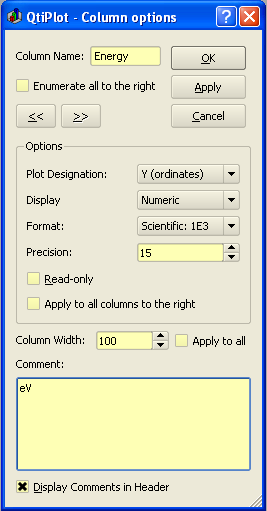 QtiPlot - Column options
Column Name: Energy
OK
Enumerate all to the right
Apply
<< >>
Cancel
Options
Plot Designation: Y (ordinates)
Display Numeric
Format: Scientific: 1E3
Precision: 15
Read-only
Apply to all columns to the right
Column Width: 100 Apply to all
Comment:
eV
Display Comments in Header